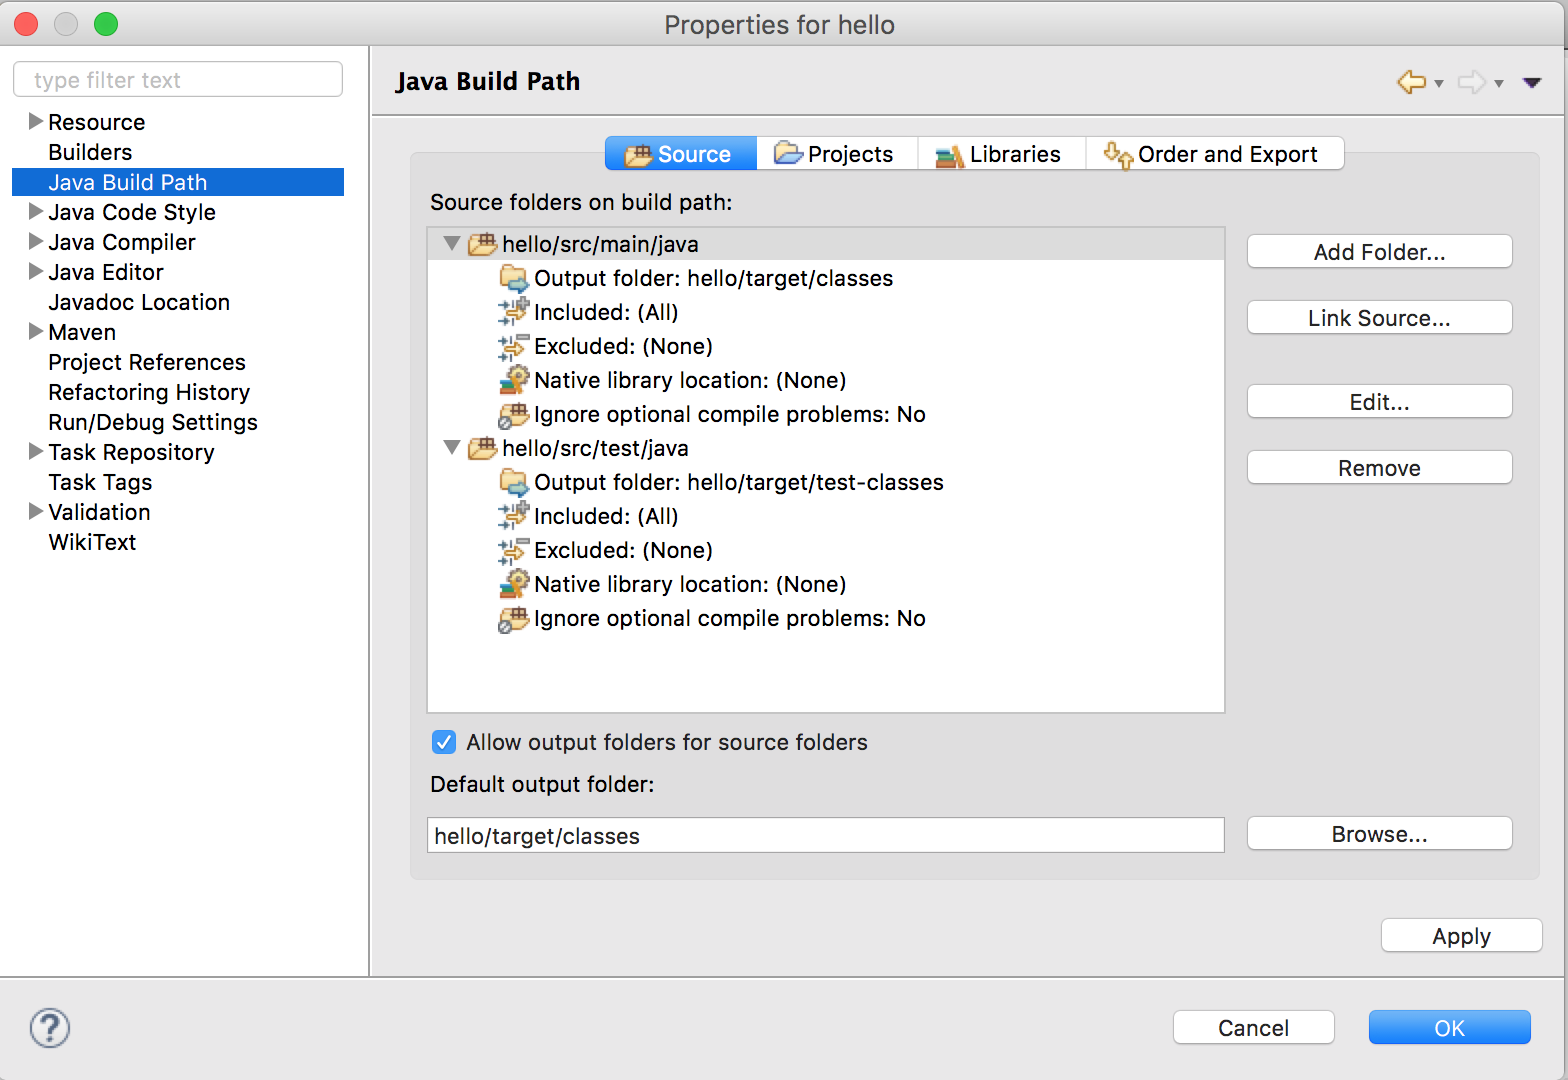 Properties for hello
type filter text
Resource
Builders
Java Build Path
Java Code Style
Java Compiler
Java Editor
Javadoc Location
Maven
Project References
Refactoring History
Run/Debug Settings
Task Repository
Task Tags
Validation
WikiText
Java Build Path
Source Projects Libraries Order and Export
Source folders on build path:
hello/src/main/java
Output folder: hello/target/classes
Included: (All)
Excluded: (None)
Native library location: (None)
Ignore optional compile problems: No
hello/src/test/java
Output folder: hello/target/test-classes
Included: (All)
Excluded: (None)
Native library location: (None)
Ignore optional compile problems: No
Add Folder...
Link Source...
Edit...
Remove
Allow output folders for source folders
Default output folder:
hello/target/classes
Browse...
Apply
?
Cancel
OK